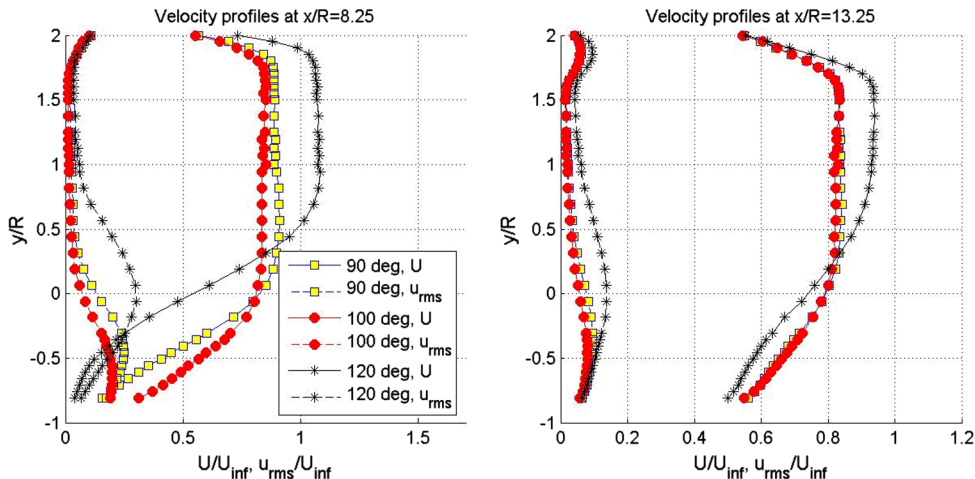 Velocity profiles at x/R=8.25
2
1.5
1
0.5
0
-0.5
-1
y/R
0
0.5
1
1.5
U/U_inf, u_rms/U_inf
90 deg, U
90 deg, u_rms
100 deg, U
100 deg, u_rms
120 deg, U
120 deg, u_rms
Velocity profiles at x/R=13.25
2
1.5
1
0.5
0
-0.5
-1
y/R
0
0.2
0.4
0.6
0.8
1
1.2
U/U_inf, u_rms/U_inf